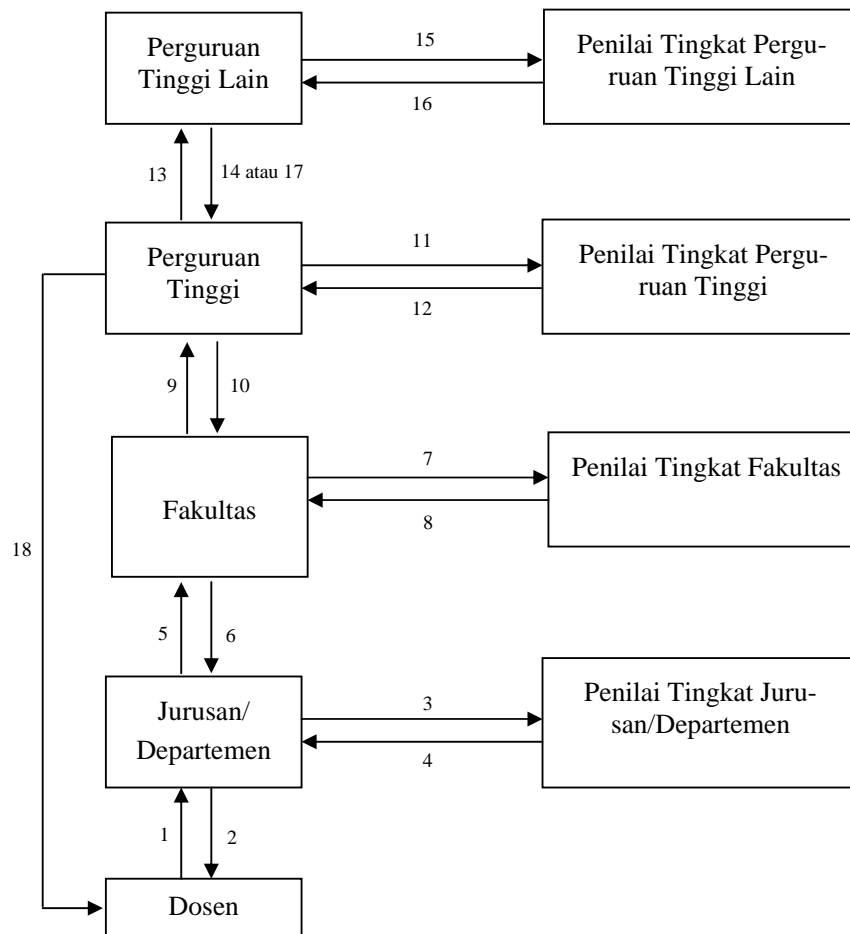 Perguruan
Tinggi Lain
15
16
Penilai Tingkat Pergu-
ruan Tinggi Lain
13
14 atau 17
Perguruan
Tinggi
11
12
Penilai Tingkat Pergu-
ruan Tinggi
9
10
Fakultas
7
8
Penilai Tingkat Fakultas
18
5
6
Jurusan/
Departemen
3
4
Penilai Tingkat Juru-
san/Departemen
1
2
Dosen